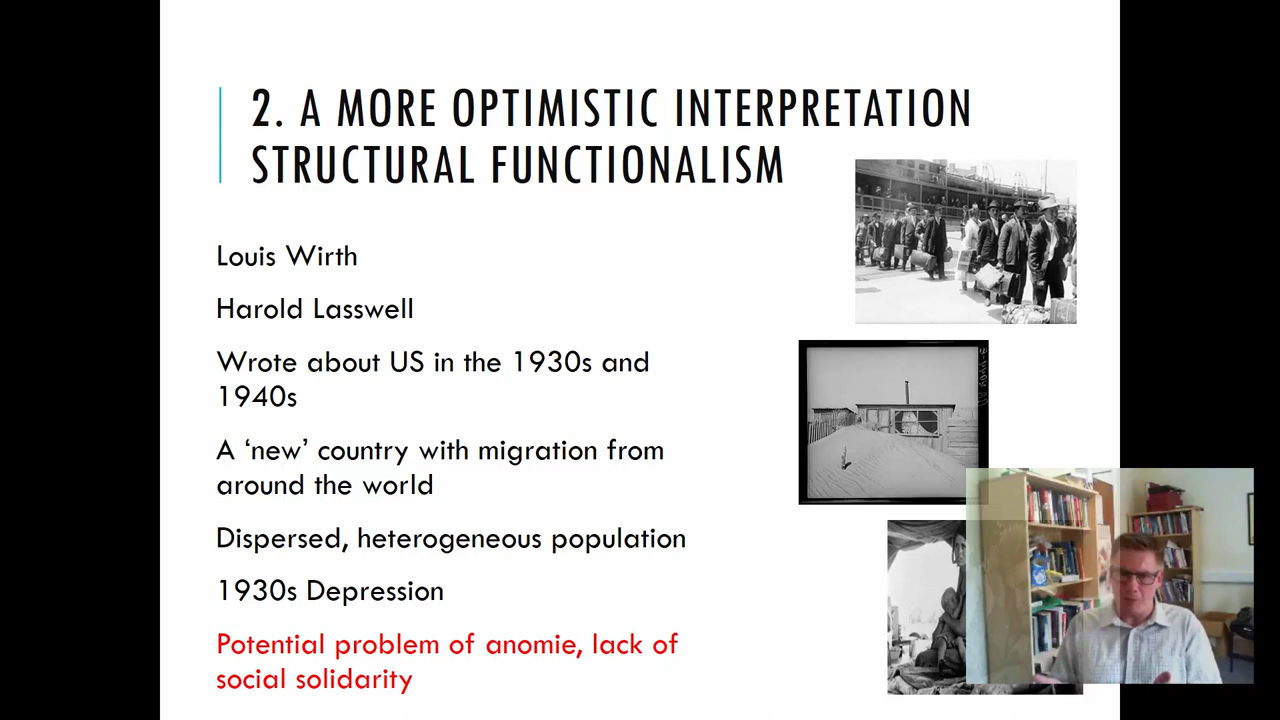 2. A MORE OPTIMISTIC INTERPRETATION
STRUCTURAL FUNCTIONALISM
Louis Wirth
Harold Lasswell
Wrote about US in the 1930s and
1940s
A ‘new’ country with migration from
around the world
Dispersed, heterogeneous population
1930s Depression
Potential problem of anomie, lack of
social solidarity